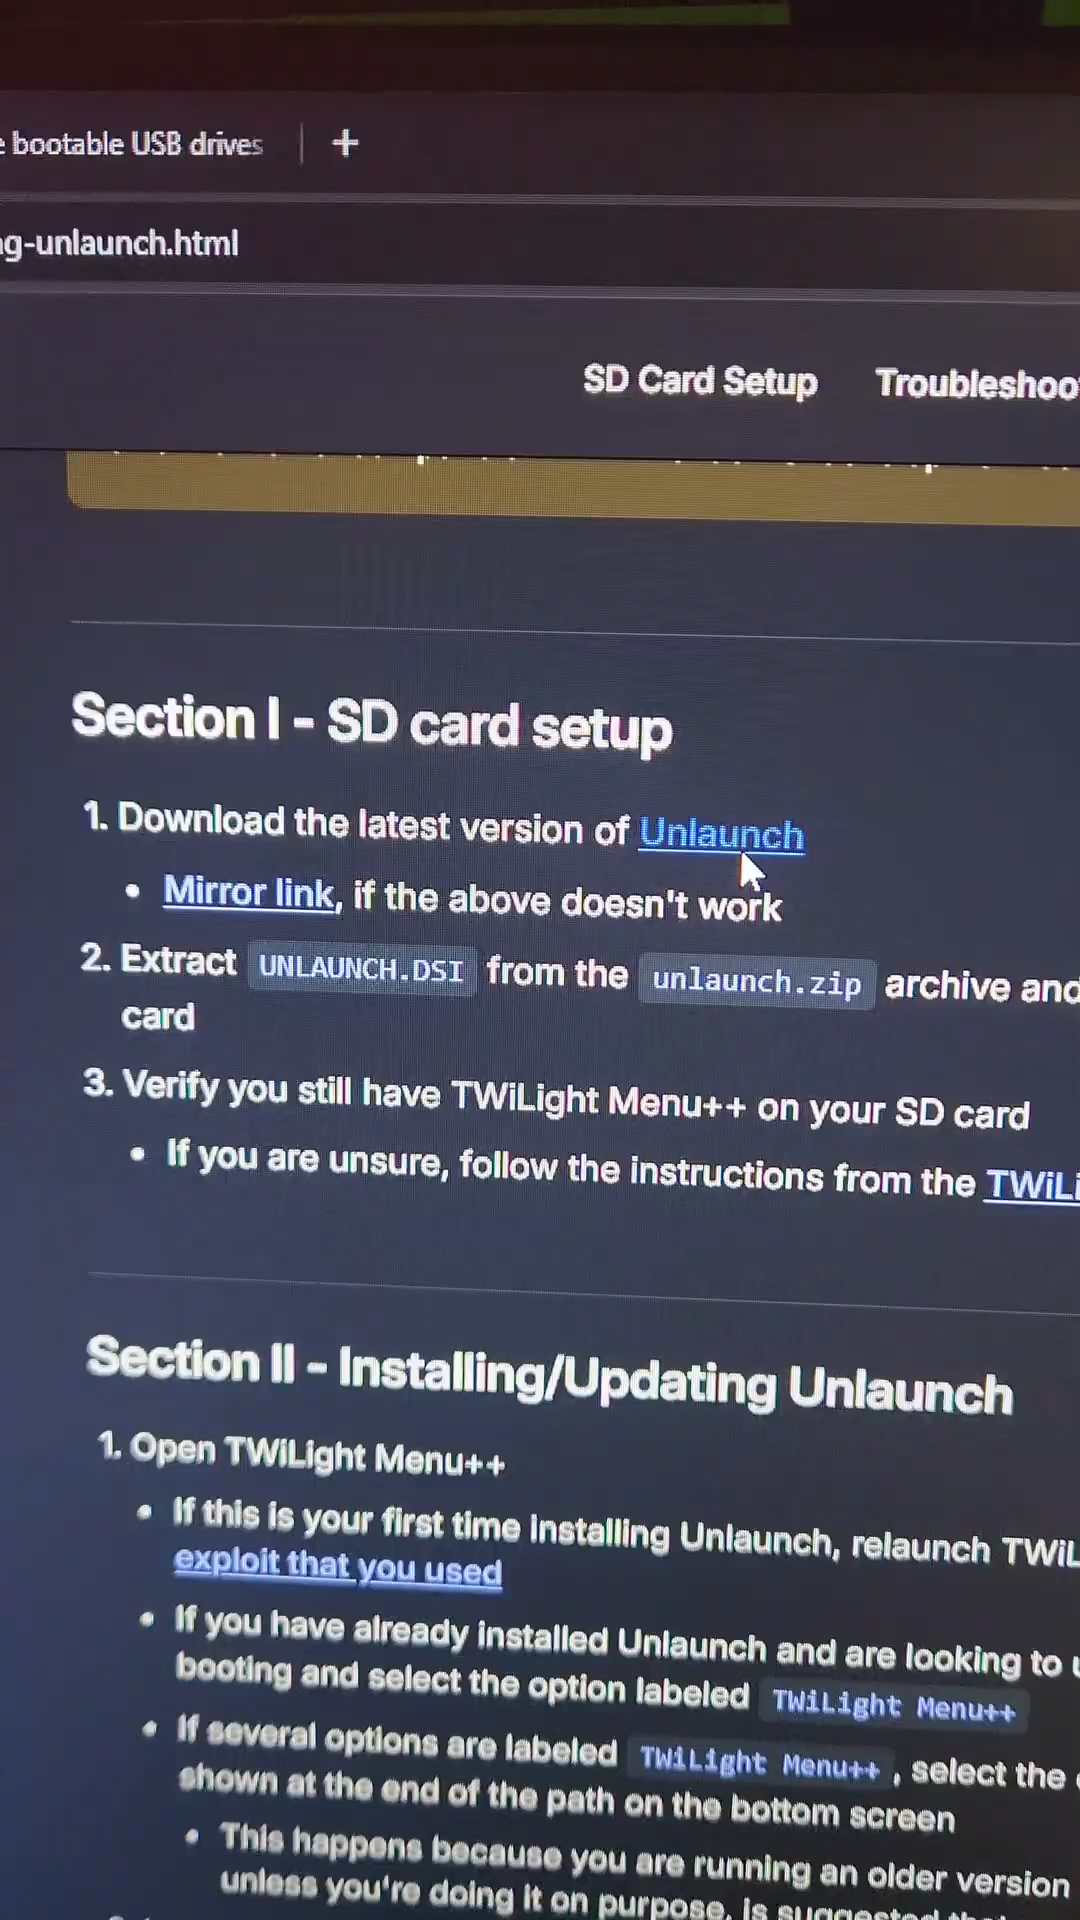 bootable USB drives
+
g-unlaunch.html
SD Card Setup Troubleshoo
Section I - SD card setup
1. Download the latest version of Unlaunch
• Mirror link, if the above doesn't work
2. Extract UNLAUNCH.DSI from the unlaunch.zip archive and
card
3. Verify you still have TWiLight Menu++ on your SD card
• If you are unsure, follow the instructions from the TWiLi
Section II - Installing/Updating Unlaunch
1. Open TWiLight Menu++
• If this is your first time installing Unlaunch, relaunch TWiL
exploit that you used
• If you have already installed Unlaunch and are looking to
booting and select the option labeled TWiLight Menu++
• If several options are labeled TWiLight Menu++ , select the
shown at the end of the path on the bottom screen
• This happens because you are running an older version
unless you're doing it on purpose, is suggested